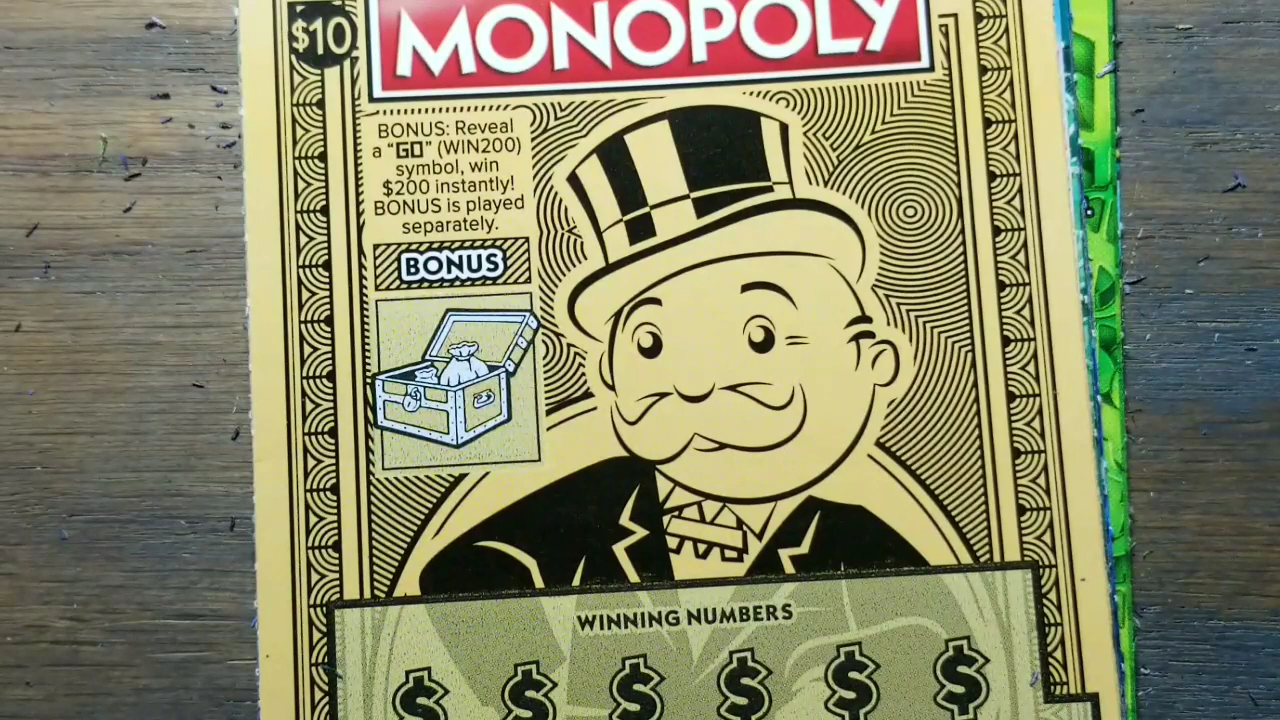 $10
MONOPOLY
BONUS: Reveal
a "GO" (WIN200)
symbol, win
$200 instantly!
BONUS is played
separately.
BONUS
WINNING NUMBERS
$ $ $ $ $ $